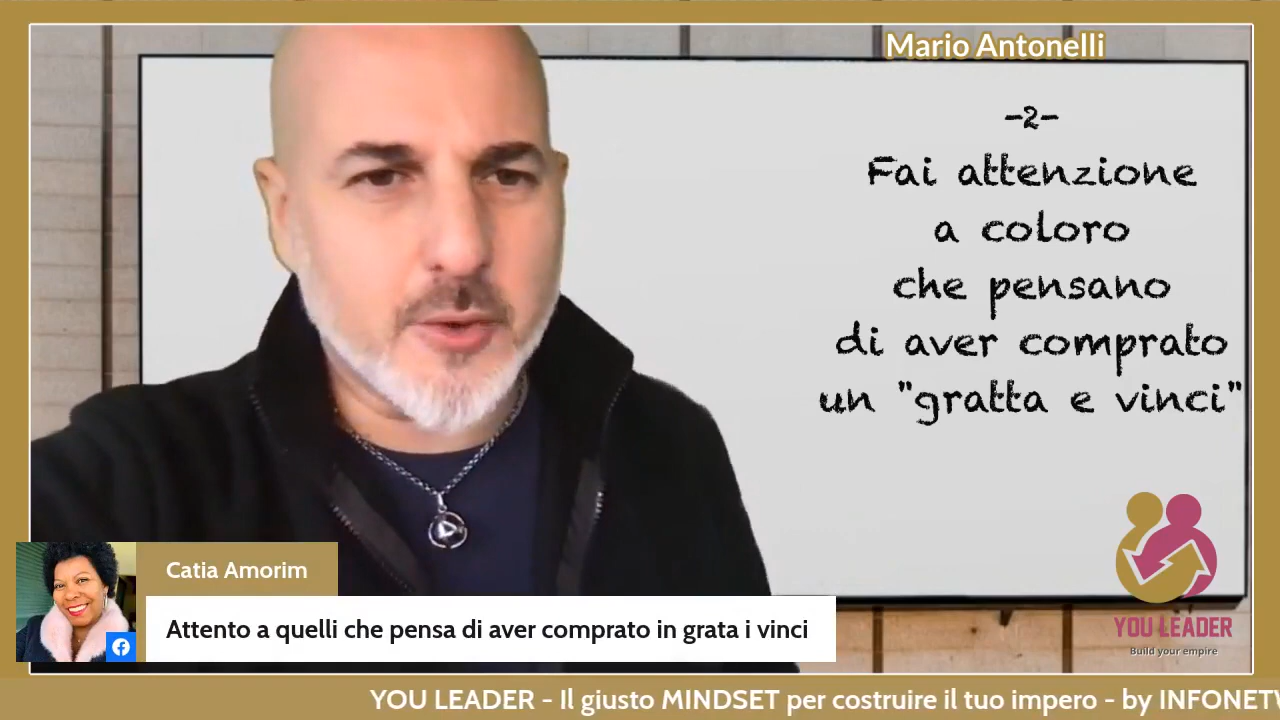 Mario Antonelli
-2-
Fai attenzione
a coloro
che pensano
di aver comprato
un "gratta e vinci"
YOU LEADER
Build your empire
Catia Amorim
Attento a quelli che pensa di aver comprato in grata i vinci
YOU LEADER - Il giusto MINDSET per costruire il tuo impero - by